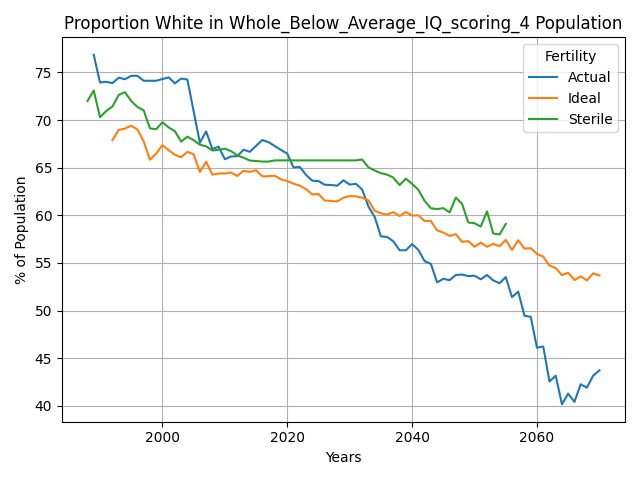 Proportion White in Whole_Below_Average_IQ_scoring_4 Population
Fertility
Actual
Ideal
Sterile
% of Population
75
70
65
60
55
50
45
40
2000
2020
2040
2060
Years